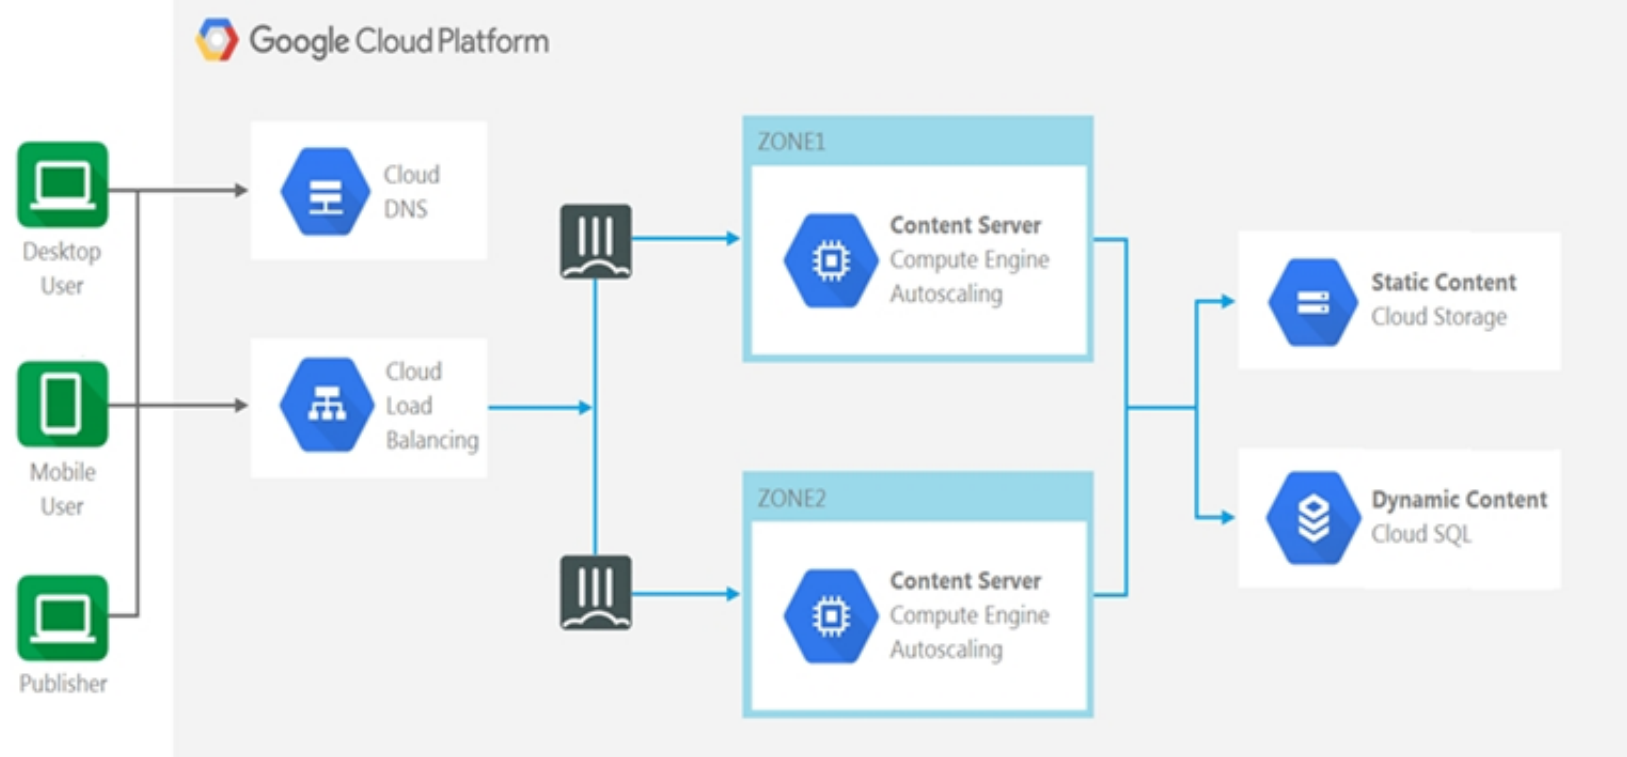 Google Cloud Platform
Desktop
User
Mobile
User
Publisher
Cloud
DNS
Cloud
Load
Balancing
ZONE1
Content Server
Compute Engine
Autoscaling
ZONE2
Content Server
Compute Engine
Autoscaling
Static Content
Cloud Storage
Dynamic Content
Cloud SQL